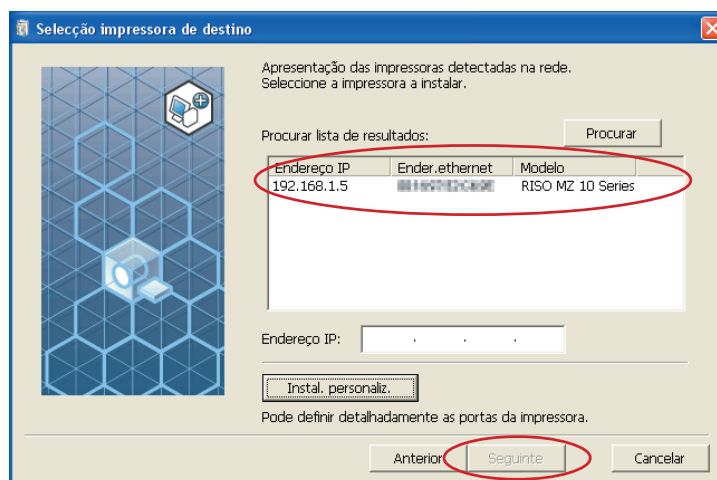 Selecção impressora de destino
Apresentação das impressoras detectadas na rede.
Seleccione a impressora a instalar.
Procurar lista de resultados:
Procurar
Endereço IP Ender.ethernet Modelo
192.168.1.5 RISO MZ 10 Series
Endereço IP: . . .
Instal. personaliz.
Pode definir detalhadamente as portas da impressora.
Anterior Seguinte Cancelar